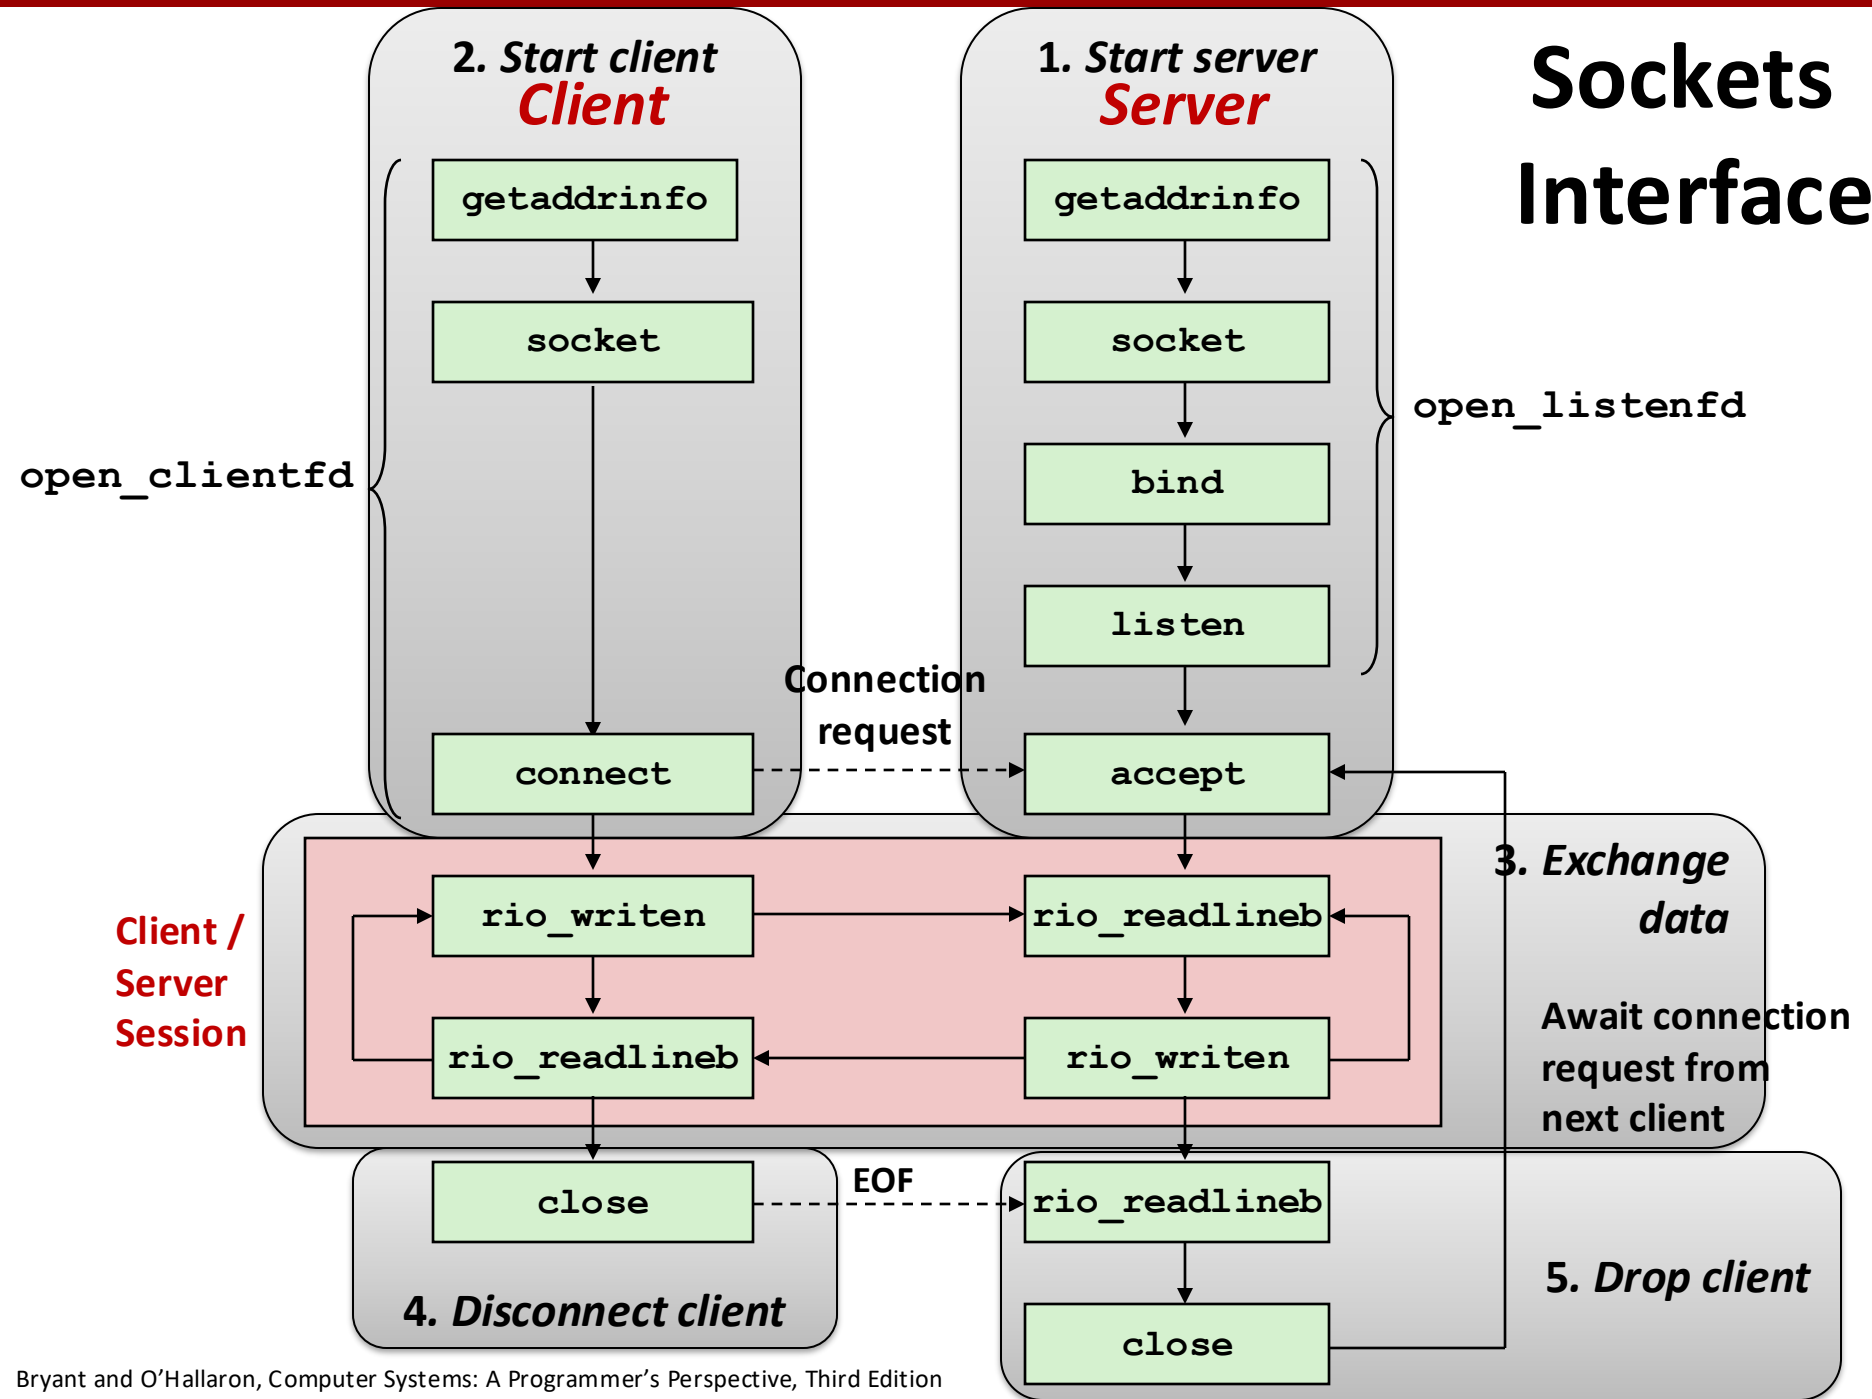 Sockets
Interface
2. Start client
Client
1. Start server
Server
getaddrinfo
getaddrinfo
socket
socket
open_listenfd
open_clientfd
bind
listen
Connection
request
connect
accept
3. Exchange
data
Client /
Server
Session
rio_writen
rio_readlineb
Await connection
request from
next client
rio_readlineb
rio_writen
close
EOF
rio_readlineb
4. Disconnect client
5. Drop client
close
Bryant and O'Hallaron, Computer Systems: A Programmer's Perspective, Third Edition